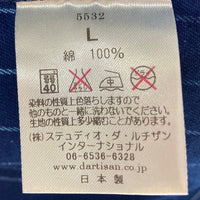 5532
L
綿 100%
40
染料の性質上色落ちしますので
他のものと一緒に洗わないでください。
生地の性質上多少縮むことがあります。
(株)ステュディオ・ダ・ルチザン
インターナショナル
06-6536-6328
www.dartisan.co.jp
日本製